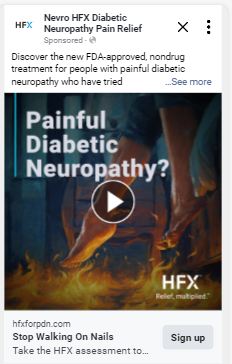 HFX
Nevro HFX Diabetic
Neuropathy Pain Relief
Sponsored ·
Discover the new FDA-approved, nondrug
treatment for people with painful diabetic
neuropathy who have tried ...See more
Painful
Diabetic
Neuropathy?
HFX
Relief, multiplied.™
hfxforpdn.com
Stop Walking On Nails
Take the HFX assessment to...
Sign up